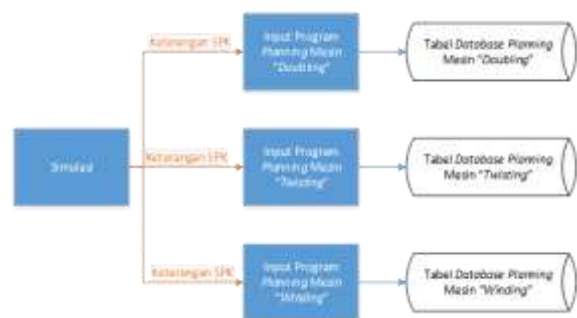 Keterangan SPK
Input Program
Planning Mesin
"Doubling"
Tabel Database Planning
Mesin "Doubling"
Simulasi
Keterangan SPK
Input Program
Planning Mesin
"Twisting"
Tabel Database Planning
Mesin "Twisting"
Keterangan SPK
Input Program
Planning Mesin
"Winding"
Tabel Database Planning
Mesin "Winding"